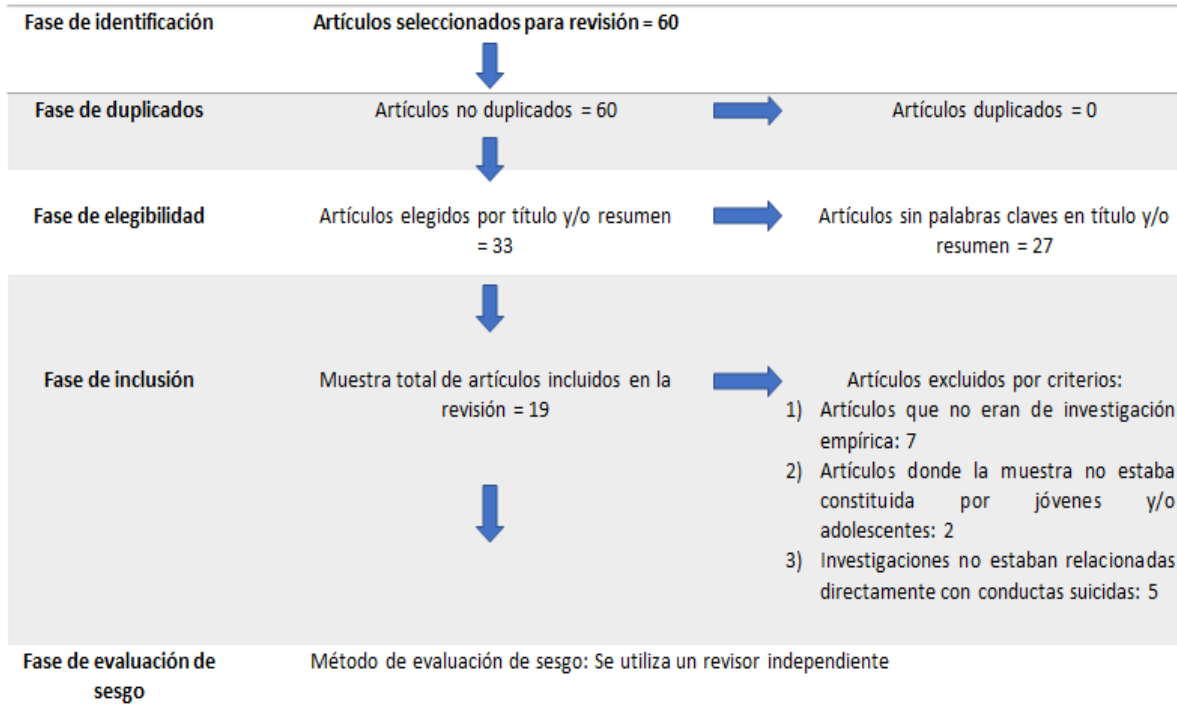 Fase de identificación
Artículos seleccionados para revisión = 60
Fase de duplicados
Artículos no duplicados = 60
Artículos duplicados = 0
Fase de elegibilidad
Artículos elegidos por título y/o resumen
= 33
Artículos sin palabras claves en título y/o
resumen = 27
Fase de inclusión
Muestra total de artículos incluidos en la
revisión = 19
Artículos excluidos por criterios:
1) Artículos que no eran de investigación
empírica: 7
2) Artículos donde la muestra no estaba
constituida por jóvenes y/o
adolescentes: 2
3) Investigaciones no estaban relacionadas
directamente con conductas suicidas: 5
Fase de evaluación de
sesgo
Método de evaluación de sesgo: Se utiliza un revisor independiente